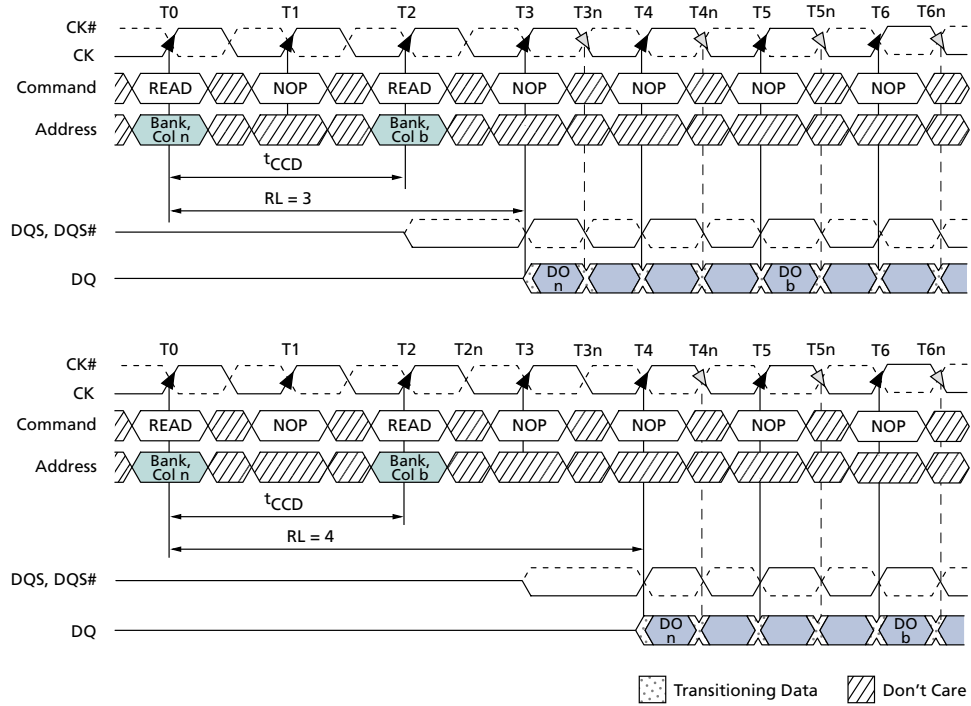 T0 T1 T2 T3 T3n T4 T4n T5 T5n T6 T6n
CK#
CK
Command READ NOP READ NOP NOP NOP NOP
Address Bank, Col n Bank, Col b
tCCD
RL = 3
DQS, DQS#
DQ DO n DO b
T0 T1 T2 T2n T3 T3n T4 T4n T5 T5n T6 T6n
CK#
CK
Command READ NOP READ NOP NOP NOP NOP
Address Bank, Col n Bank, Col b
tCCD
RL = 4
DQS, DQS#
DQ DO n DO b
Transitioning Data Don't Care